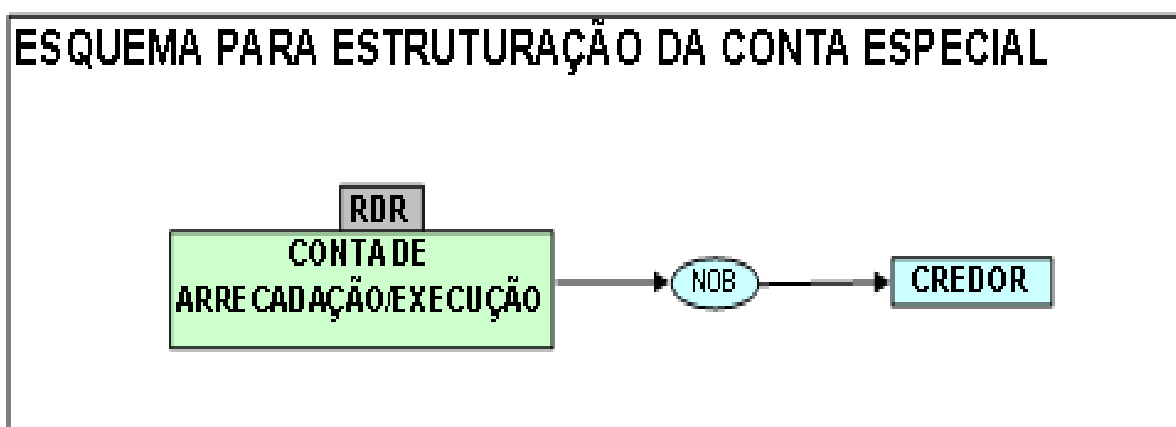 ESQUEMA PARA ESTRUTURAÇÃO DA CONTA ESPECIAL
RDR
CONTA DE
ARRECADAÇÃO/EXECUÇÃO
NOB
CREDOR